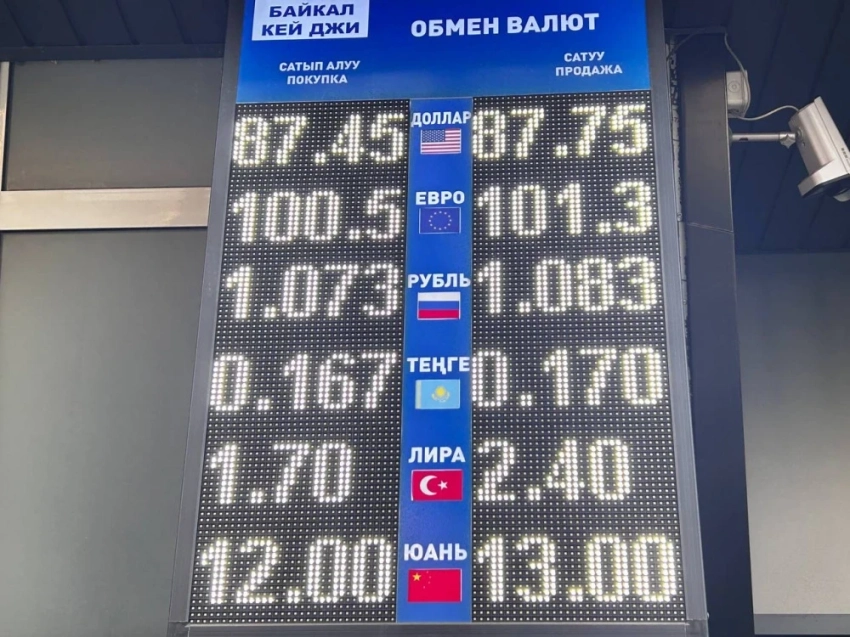 БАЙКАЛ
КЕЙ ДЖИ
ОБМЕН ВАЛЮТ
САТЫП АЛУУ
ПОКУПКА
САТУУ
ПРОДАЖА
87.45 ДОЛЛАР 87.75
100.5 ЕВРО 101.3
1.073 РУБЛЬ 1.083
0.167 ТЕҢГЕ 0.170
1.70 ЛИРА 2.40
12.00 ЮАНЬ 13.00